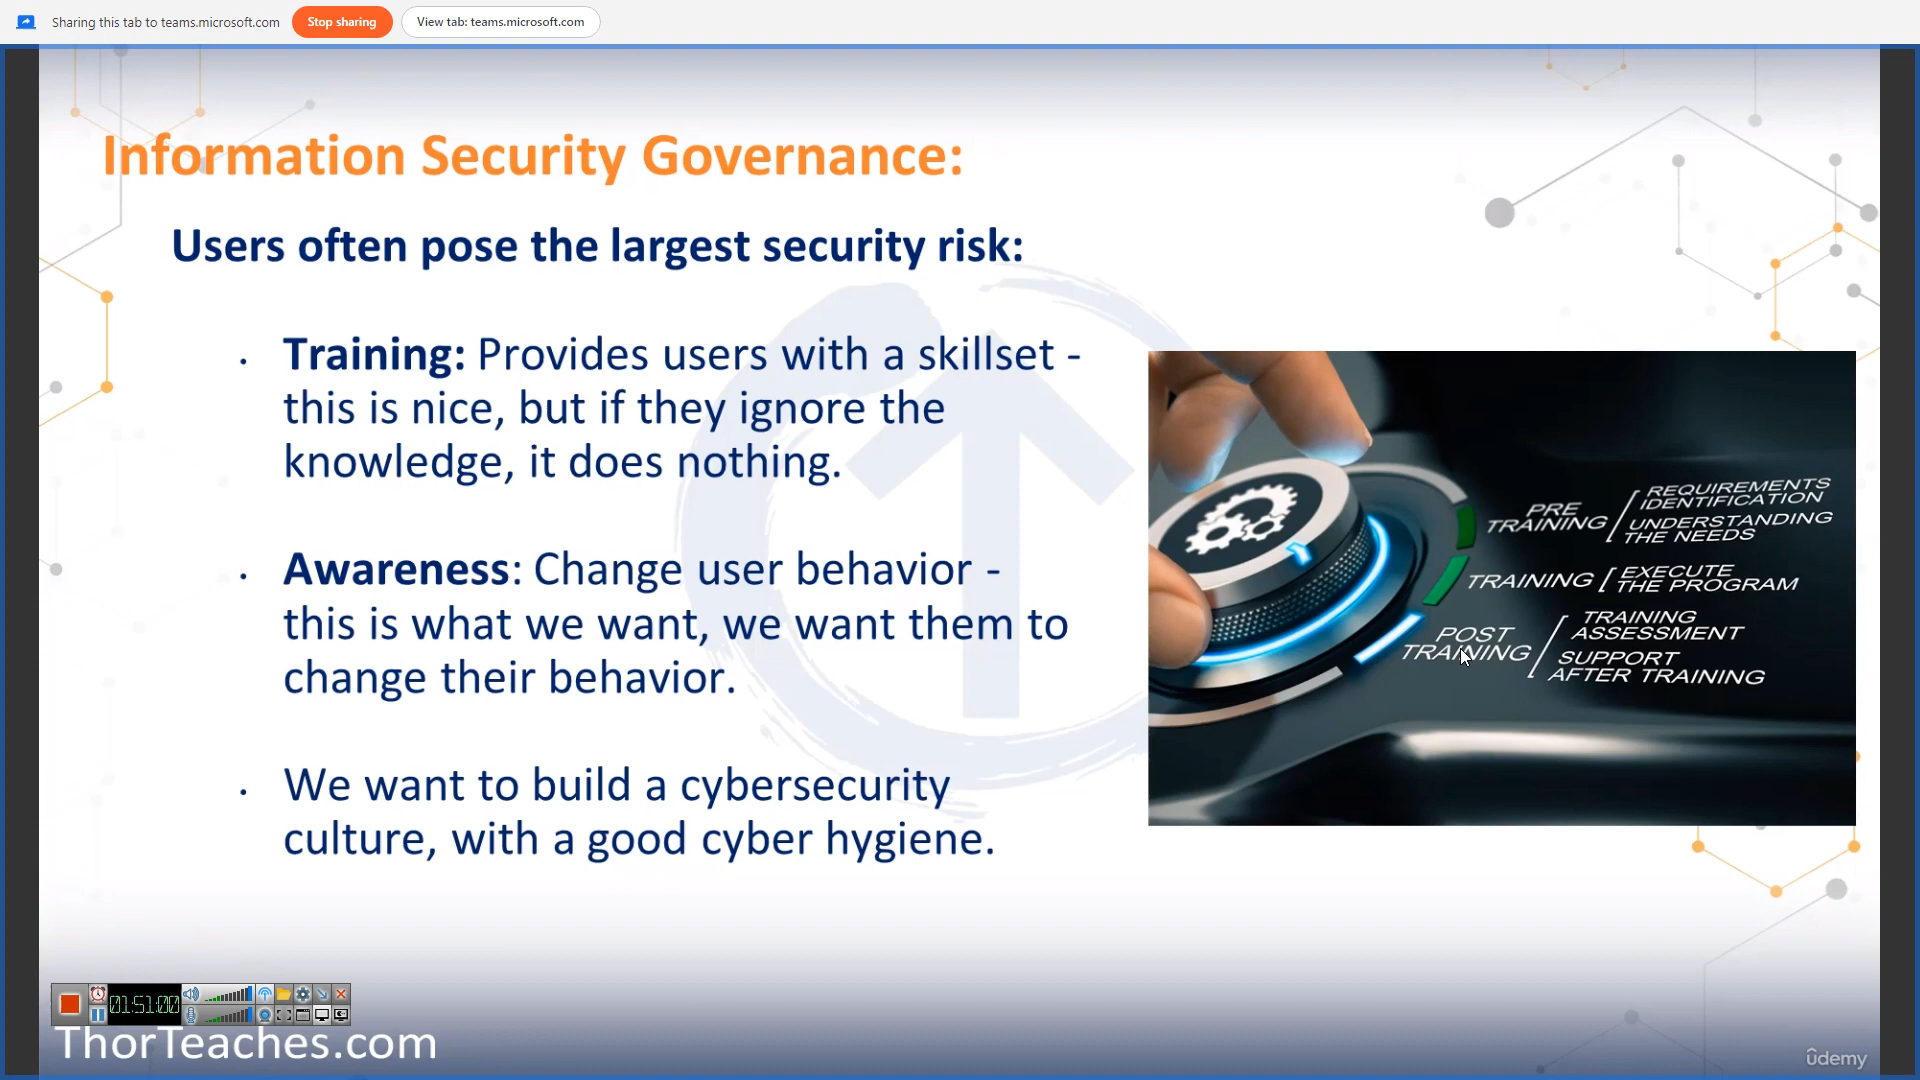 Sharing this tab to teams.microsoft.com
Stop sharing
View tab: teams.microsoft.com
Information Security Governance:
Users often pose the largest security risk:
• Training: Provides users with a skillset -
this is nice, but if they ignore the
knowledge, it does nothing.
• Awareness: Change user behavior -
this is what we want, we want them to
change their behavior.
• We want to build a cybersecurity
culture, with a good cyber hygiene.
PRE
TRAINING
REQUIREMENTS
IDENTIFICATION
UNDERSTANDING
THE NEEDS
TRAINING
EXECUTE
THE PROGRAM
POST
TRAINING
TRAINING
ASSESSMENT
SUPPORT
AFTER TRAINING
01:51:00
ThorTeaches.com
ûdemy